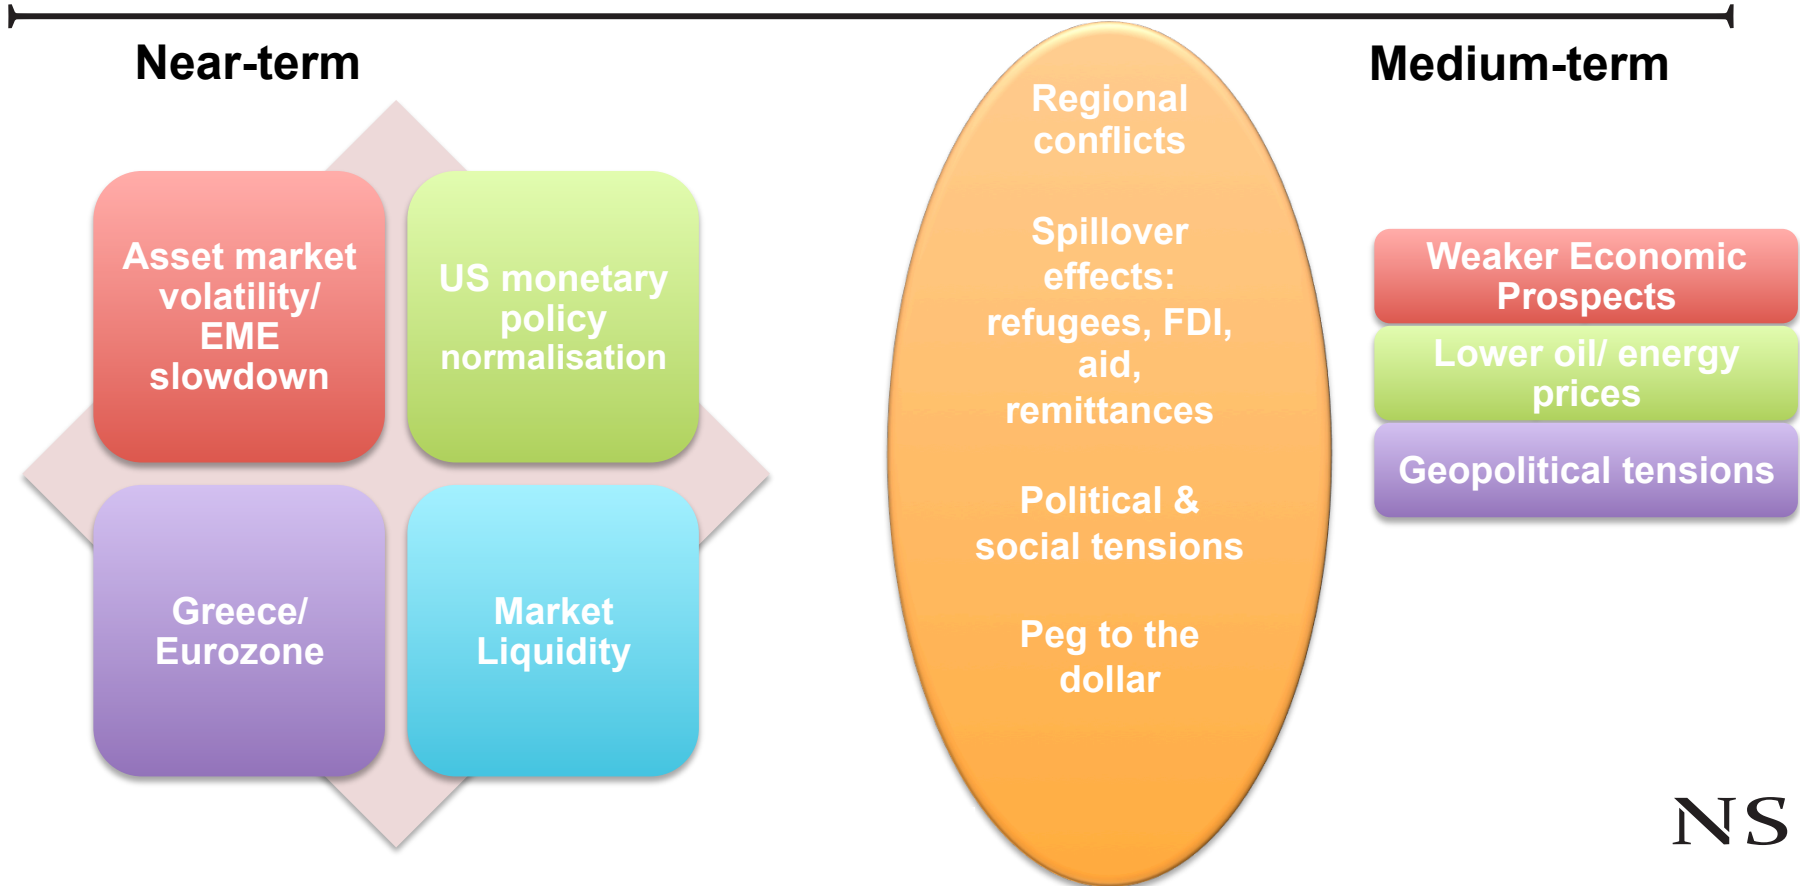 Near-term
Medium-term
Asset market
volatility/
EME
slowdown
US monetary
policy
normalisation
Greece/
Eurozone
Market
Liquidity
Regional
conflicts
Spillover
effects:
refugees, FDI,
aid,
remittances
Political &
social tensions
Peg to the
dollar
Weaker Economic
Prospects
Lower oil/ energy
prices
Geopolitical tensions
NS